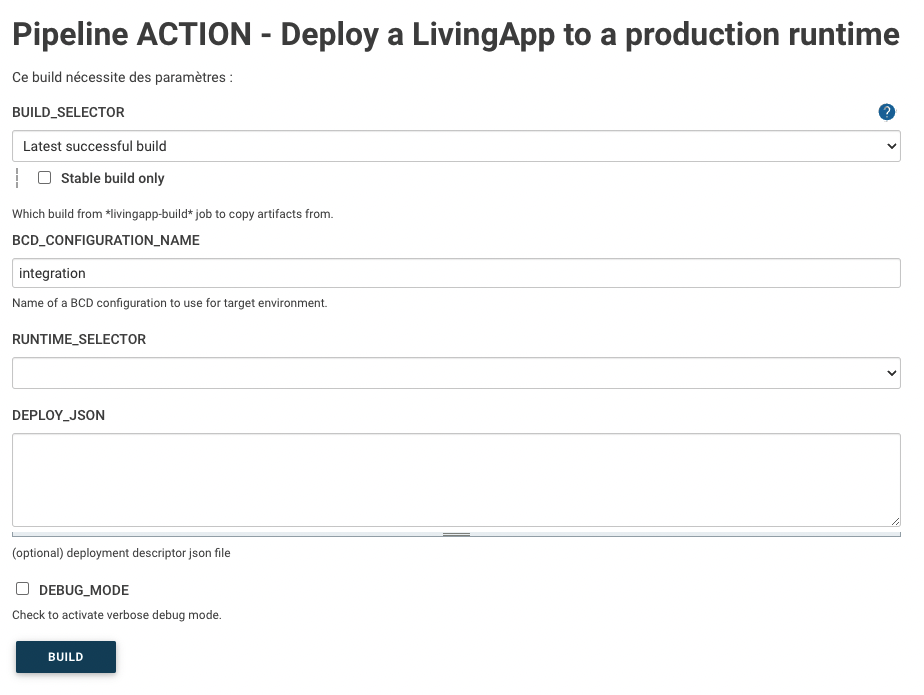 Pipeline ACTION - Deploy a LivingApp to a production runtime
Ce build nécessite des paramètres :
BUILD_SELECTOR
?
Latest successful build
Stable build only
Which build from *livingapp-build* job to copy artifacts from.
BCD_CONFIGURATION_NAME
integration
Name of a BCD configuration to use for target environment.
RUNTIME_SELECTOR
DEPLOY_JSON
(optional) deployment descriptor json file
DEBUG_MODE
Check to activate verbose debug mode.
BUILD